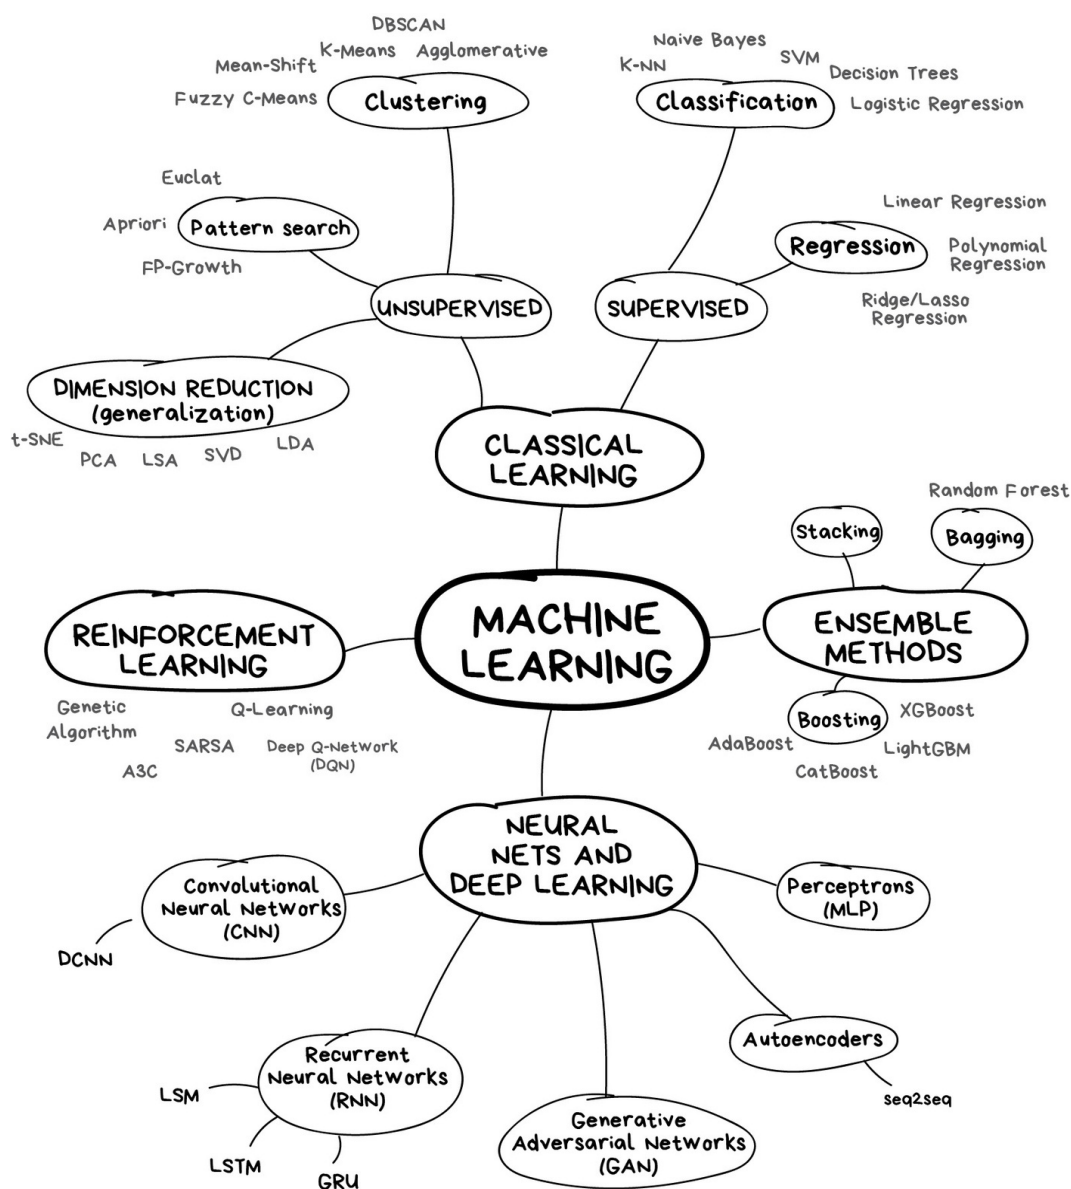 DBSCAN
K-Means
Agglomerative
Mean-Shift
Fuzzy C-Means
Clustering
Naive Bayes
K-NN
SVM
Decision Trees
Classification
Logistic Regression
Euclat
Apriori
Pattern search
FP-Growth
Linear Regression
Regression
Polynomial
Regression
Ridge/Lasso
Regression
UNSUPERVISED
SUPERVISED
DIMENSION REDUCTION
(generalization)
t-SNE
PCA
LSA
SVD
LDA
CLASSICAL
LEARNING
Random Forest
Stacking
Bagging
MACHINE
LEARNING
REINFORCEMENT
LEARNING
ENSEMBLE
METHODS
Genetic
Algorithm
Q-Learning
SARSA
Deep Q-Network
(DQN)
A3C
Boosting
XGBoost
AdaBoost
LightGBM
CatBoost
NEURAL
NETS AND
DEEP LEARNING
Convolutional
Neural Networks
(CNN)
DCNN
Perceptrons
(MLP)
Autoencoders
seq2seq
Recurrent
Neural Networks
(RNN)
LSM
LSTM
GRU
Generative
Adversarial Networks
(GAN)